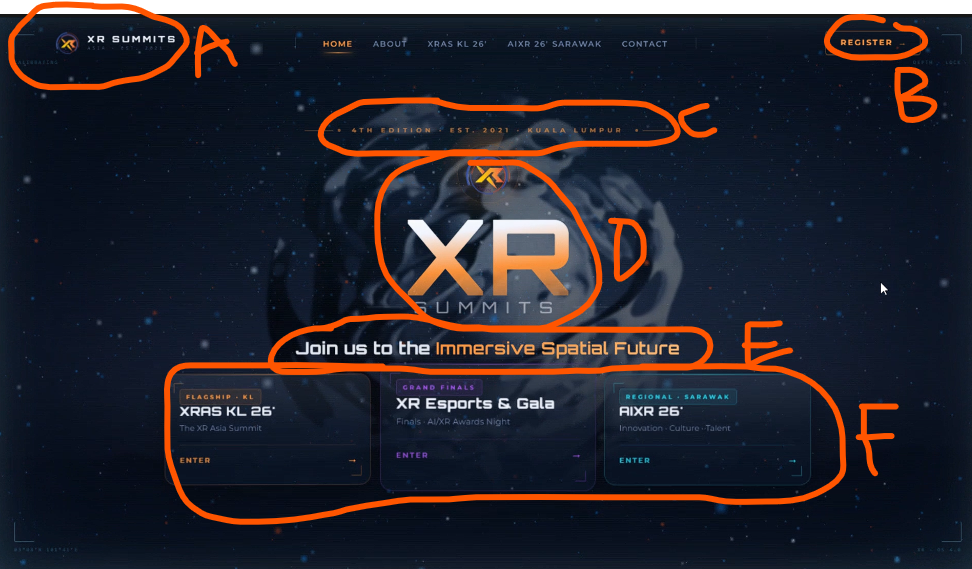 XR SUMMITS
ASIA · EST. 2021
A
HOME
ABOUT
XRAS KL 26'
AIXR 26' SARAWAK
CONTACT
REGISTER →
B
4TH EDITION · EST. 2021 · KUALA LUMPUR
C
XR
SUMMITS
D
Join us to the Immersive Spatial Future
E
FLAGSHIP · KL
XRAS KL 26'
The XR Asia Summit
ENTER →
GRAND FINALS
XR Esports & Gala
Finals · AI/XR Awards Night
ENTER →
REGIONAL · SARAWAK
AIXR 26'
Innovation · Culture · Talent
ENTER →
F